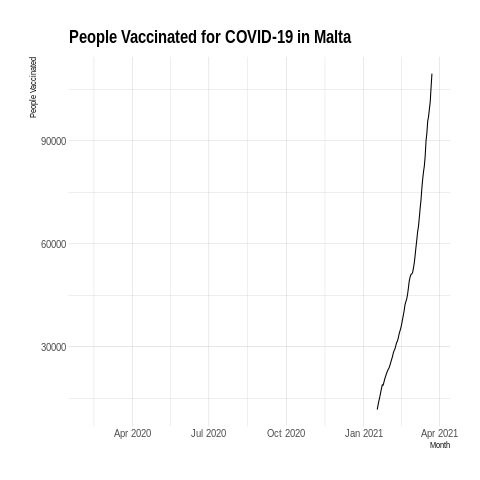 People Vaccinated for COVID-19 in Malta
People Vaccinated
90000
60000
30000
Apr 2020 Jul 2020 Oct 2020 Jan 2021 Apr 2021
Month